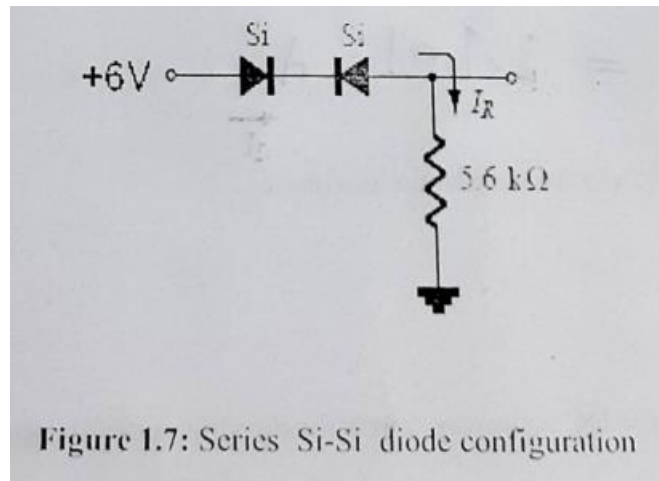 Si Si
+6V
I_R
5.6 kΩ
Figure 1.7: Series Si-Si diode configuration